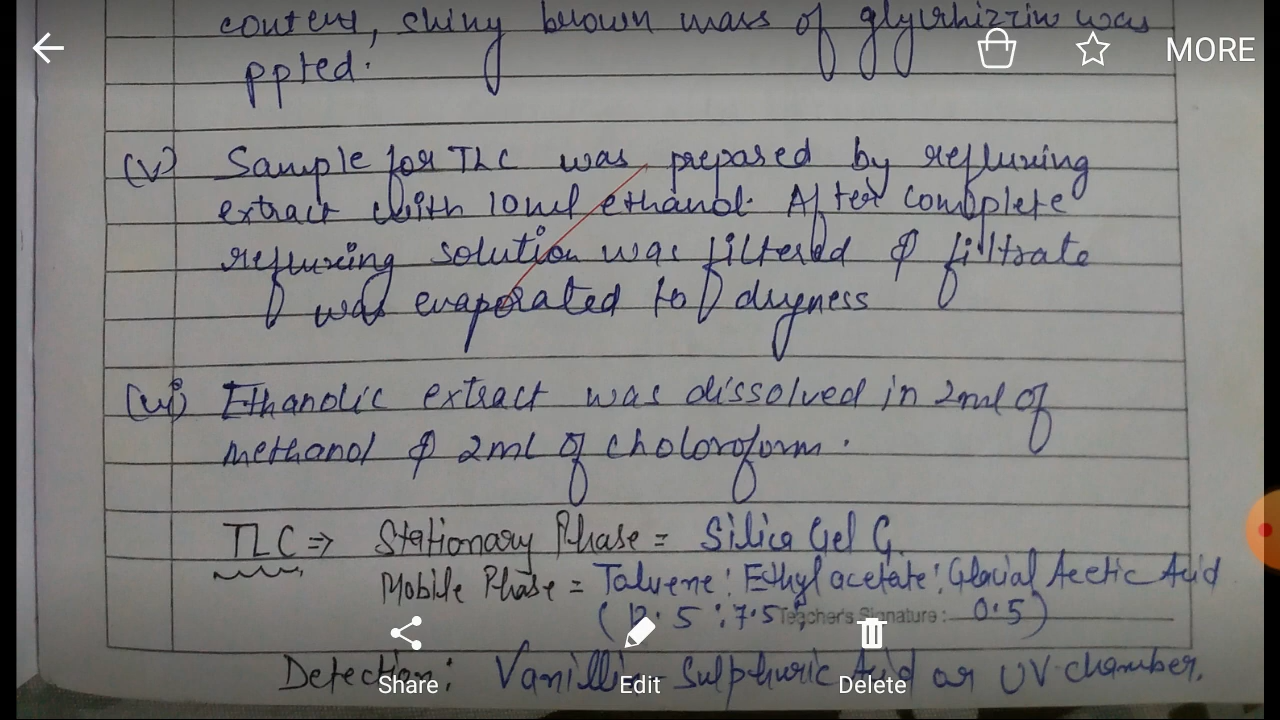 content, shiny brown mass of glycrhizzin was
MORE
ppted.
(v) Sample for TLC was prepared by refluxing
extract with 10ml ethanol. After complete
refluxing solution was filtered & filtrate
was evaporated to drgness
(vi) Ethanolic extract was dissolved in 2ml of
methanol & 2ml of choloroform.
TLC => Stationary Phase = Silica Gel G.
Mobile Phase = Toluene : Ethyl acetate : Glacial Acetic Acid
(12.5 : 7.5 : 0.5)
Teacher's Signature :
Detection: Vanillin-Sulphuric Acid or UV chamber.
Share Edit Delete